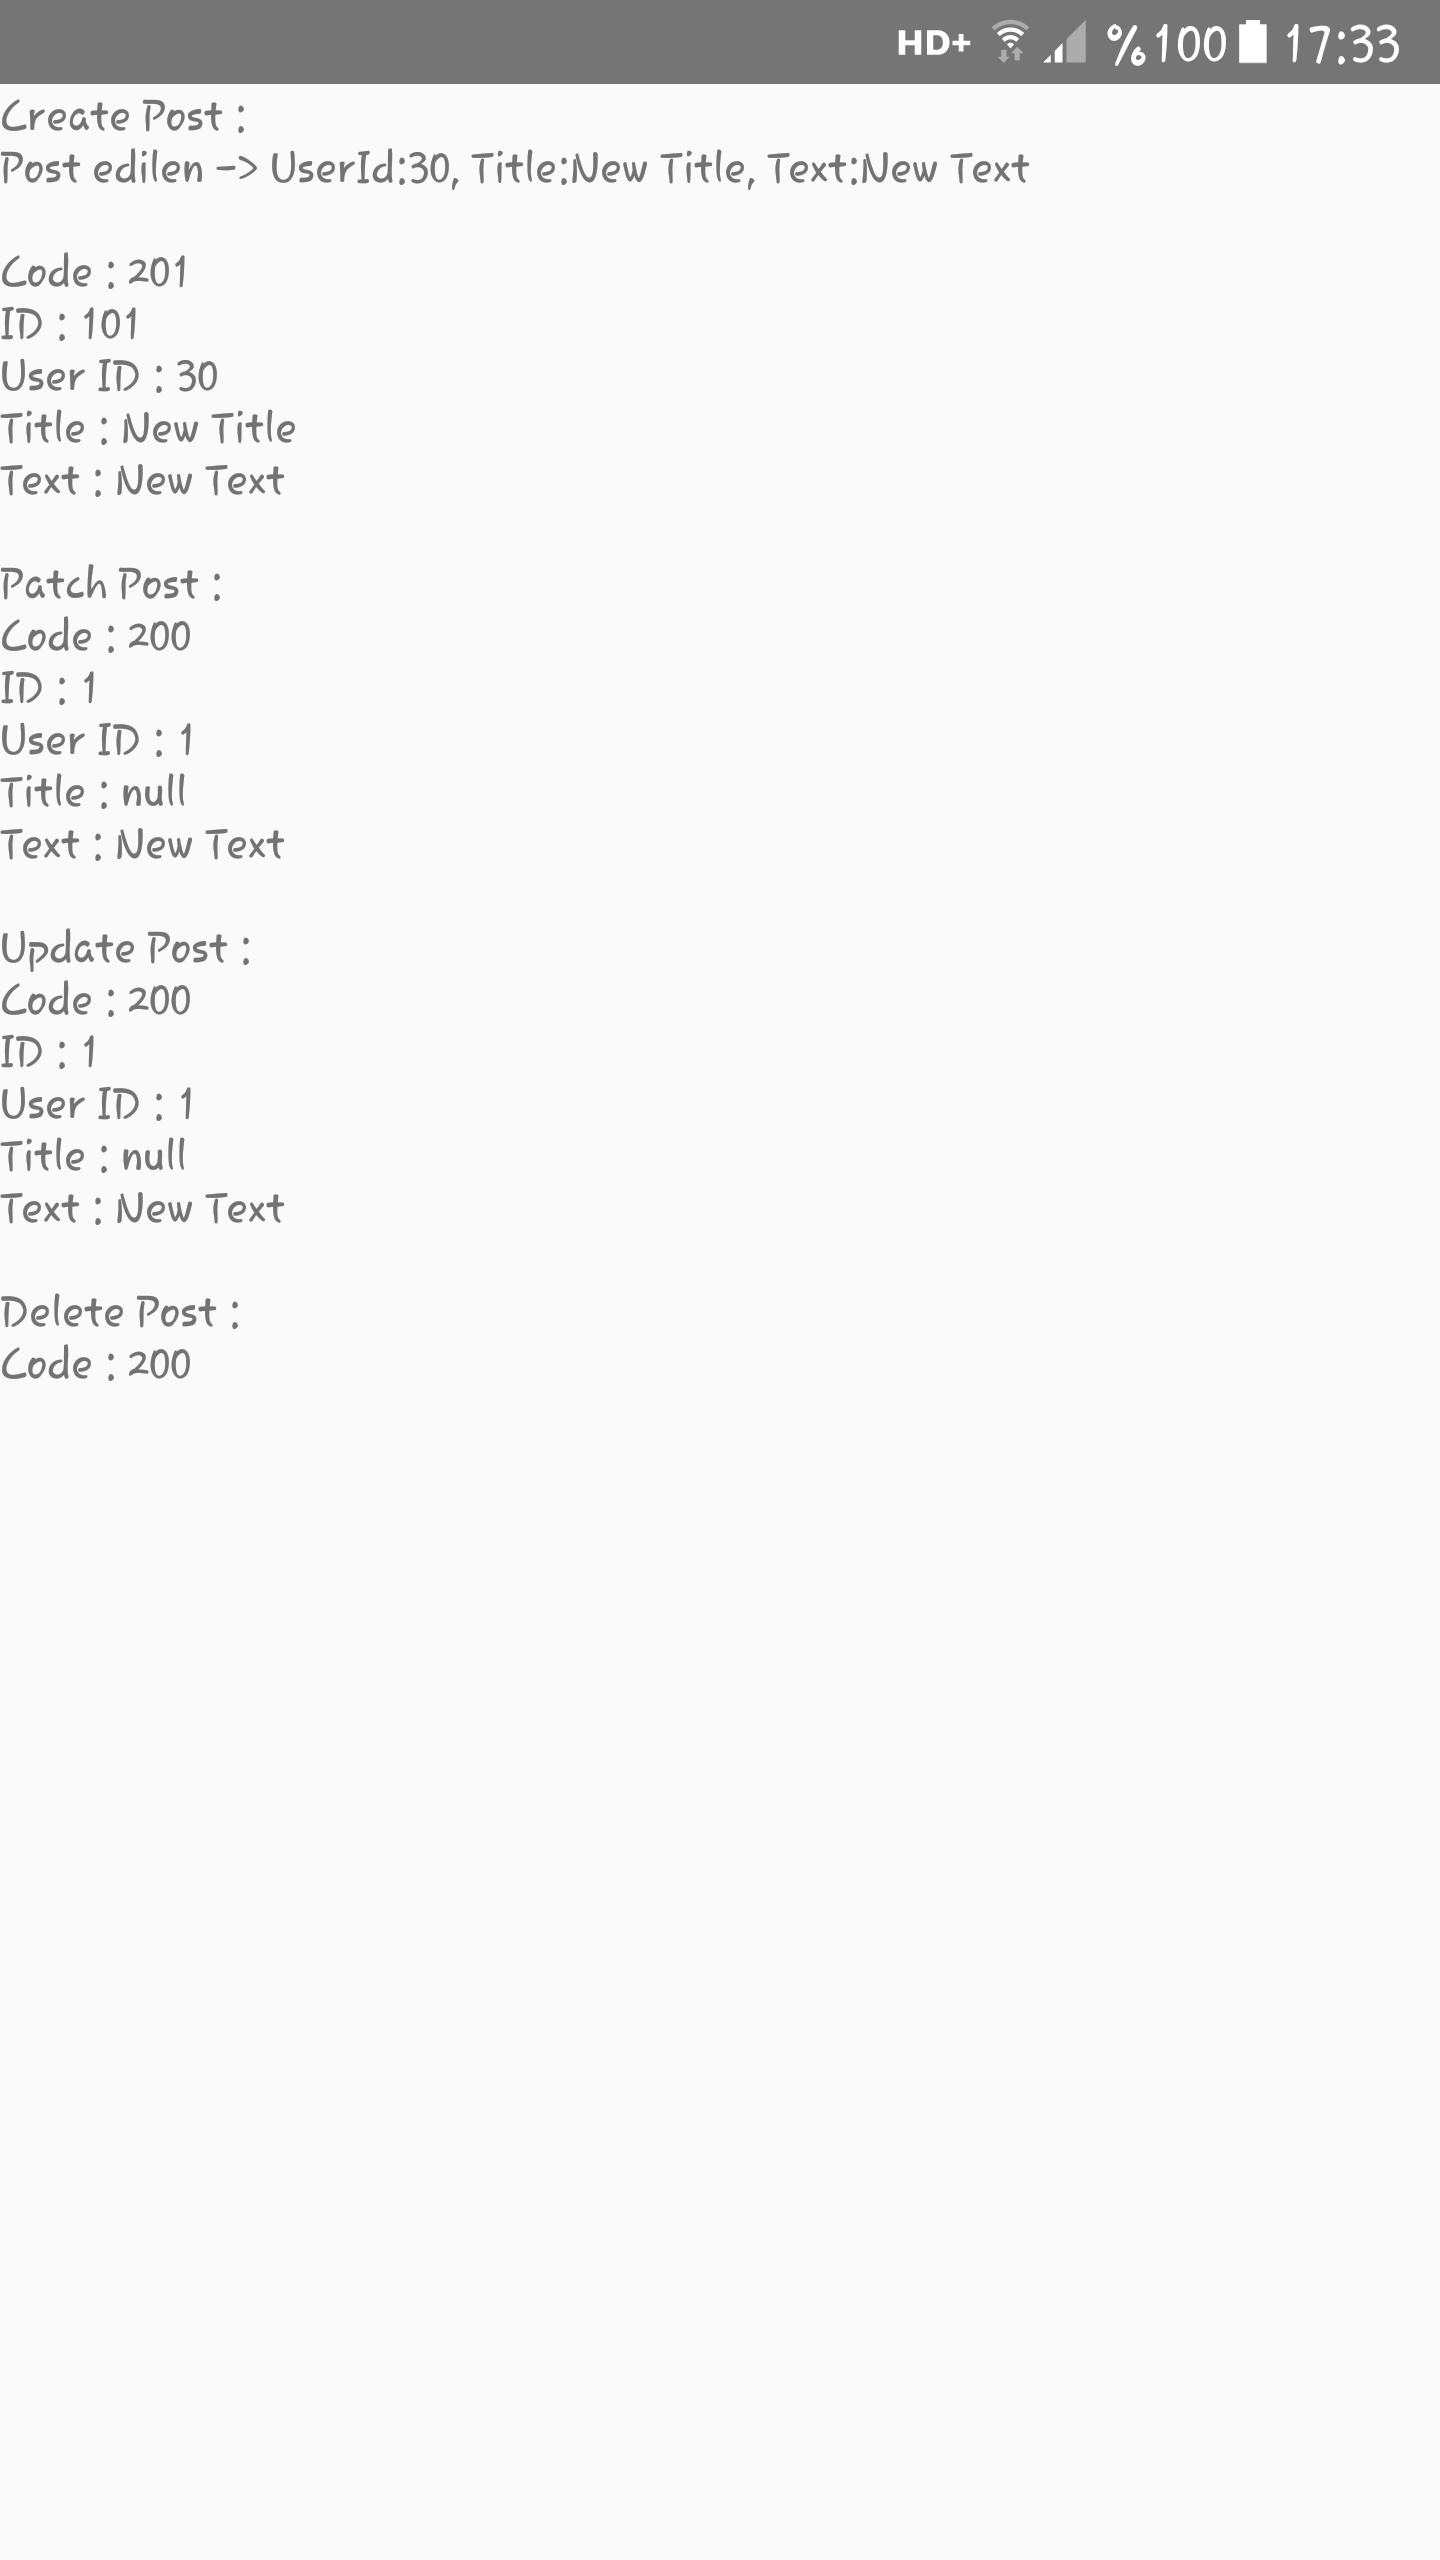 HD+ %100 17:33
Create Post :
Post edilen -> UserId:30, Title:New Title, Text:New Text
Code : 201
ID : 101
User ID : 30
Title : New Title
Text : New Text
Patch Post :
Code : 200
ID : 1
User ID : 1
Title : null
Text : New Text
Update Post :
Code : 200
ID : 1
User ID : 1
Title : null
Text : New Text
Delete Post :
Code : 200